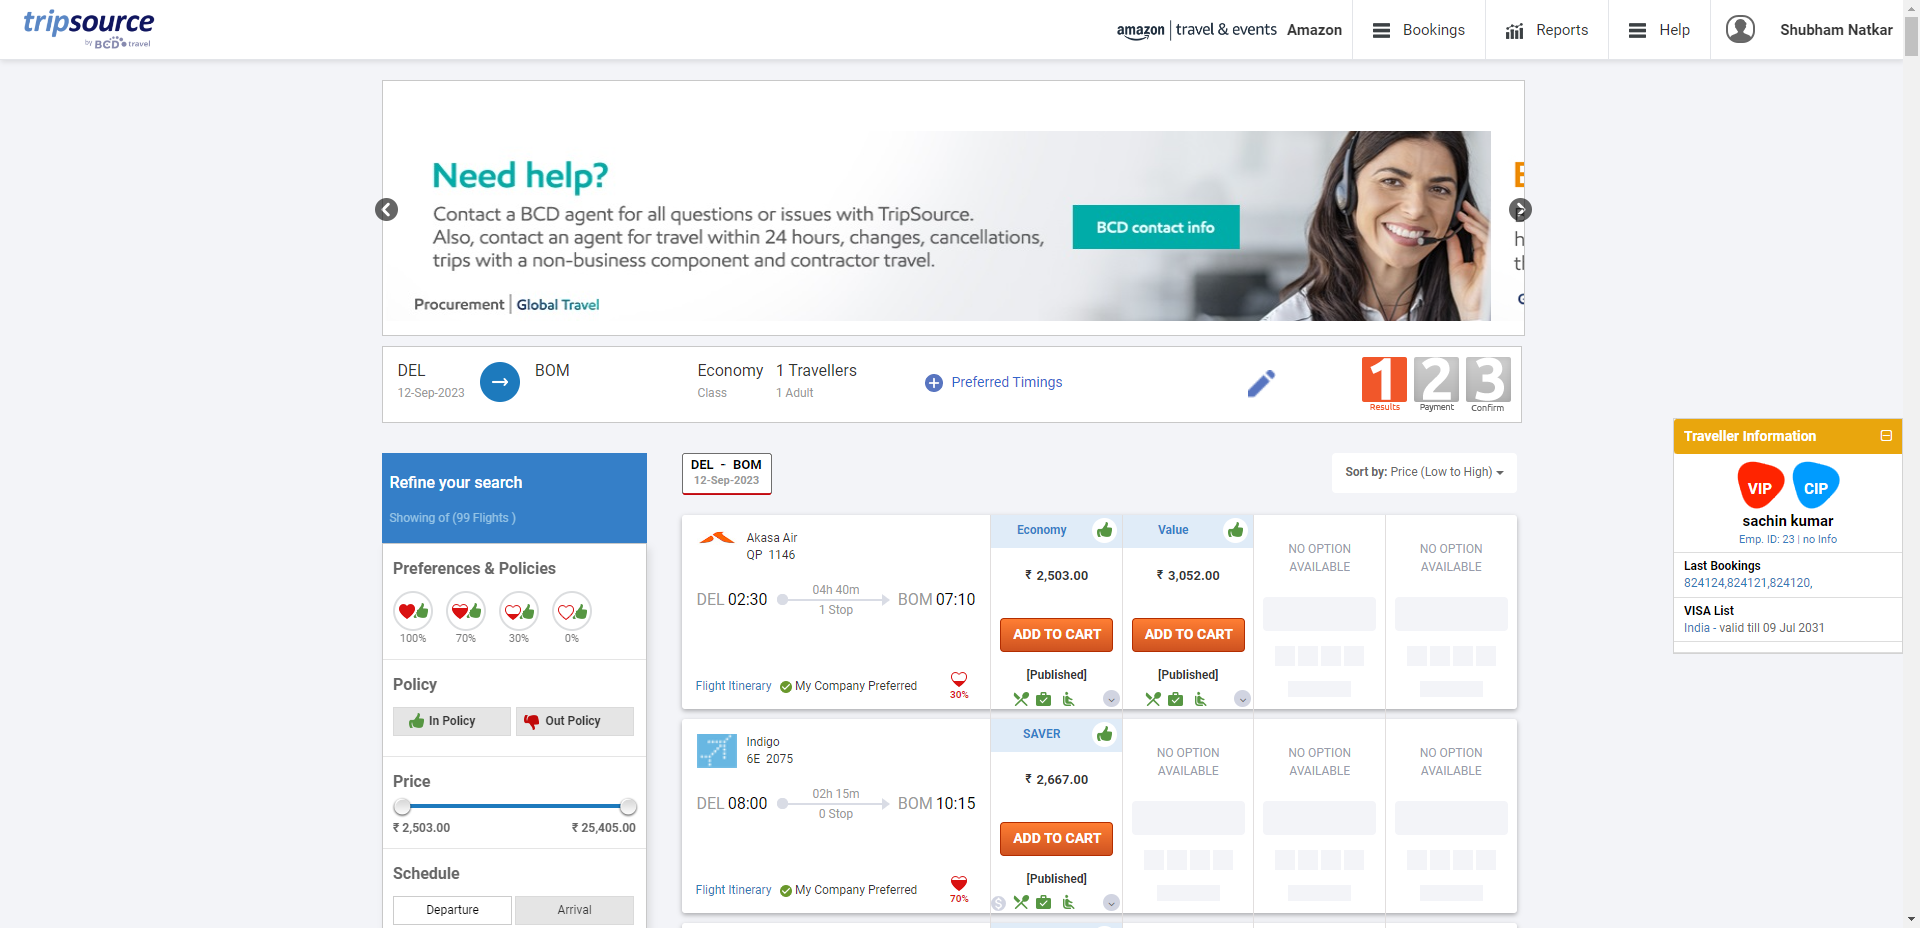 tripsource
by BCD travel
amazon | travel & events Amazon
Bookings
Reports
Help
Shubham Natkar
Need help?
Contact a BCD agent for all questions or issues with TripSource.
Also, contact an agent for travel within 24 hours, changes, cancellations,
trips with a non-business component and contractor travel.
BCD contact info
Procurement | Global Travel
DEL
12-Sep-2023
BOM
Economy
Class
1 Travellers
1 Adult
Preferred Timings
1 Results
2 Payment
3 Confirm
Traveller Information
VIP CIP
sachin kumar
Emp. ID: 23 | no Info
Last Bookings
824124,824121,824120,
VISA List
India - valid till 09 Jul 2031
Refine your search
Showing of (99 Flights )
Preferences & Policies
100% 70% 30% 0%
Policy
In Policy
Out Policy
Price
₹ 2,503.00 ₹ 25,405.00
Schedule
Departure
Arrival
DEL - BOM
12-Sep-2023
Sort by: Price (Low to High)
Akasa Air
QP 1146
DEL 02:30
04h 40m
1 Stop
BOM 07:10
Flight Itinerary
My Company Preferred
30%
Economy
₹ 2,503.00
ADD TO CART
[Published]
Value
₹ 3,052.00
ADD TO CART
[Published]
NO OPTION
AVAILABLE
NO OPTION
AVAILABLE
Indigo
6E 2075
DEL 08:00
02h 15m
0 Stop
BOM 10:15
Flight Itinerary
My Company Preferred
70%
SAVER
₹ 2,667.00
ADD TO CART
[Published]
NO OPTION
AVAILABLE
NO OPTION
AVAILABLE
NO OPTION
AVAILABLE